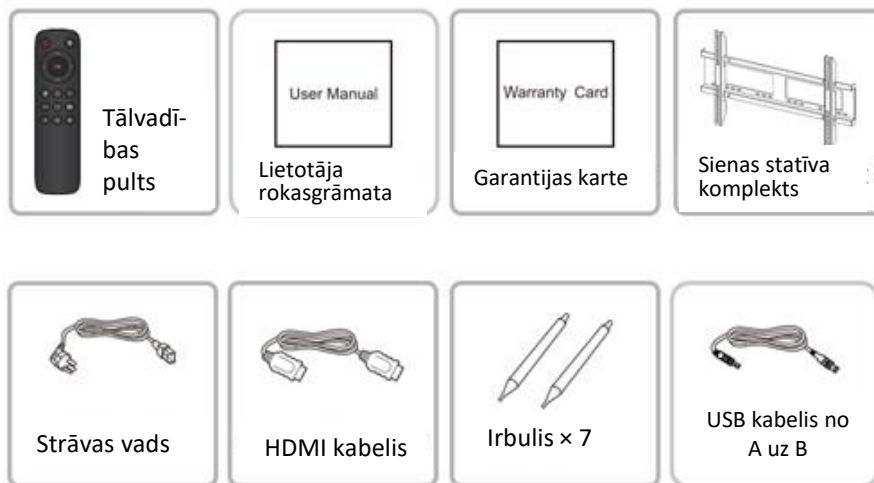 Tālvadī-
bas
pults
User Manual
Lietotāja
rokasgrāmata
Warranty Card
Garantijas karte
Sienas statīva
komplekts
Strāvas vads
HDMI kabelis
Irbulis × 7
USB kabelis no
A uz B